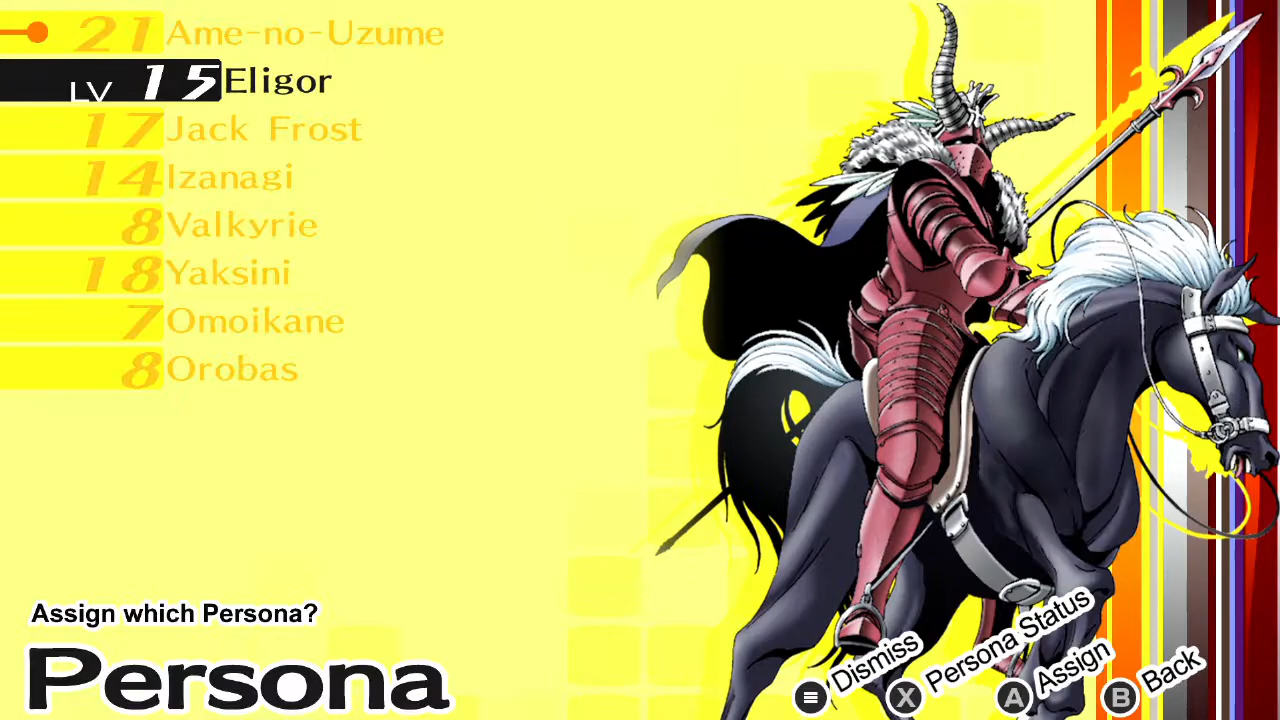 21 Ame-no-Uzume
LV 15 Eligor
17 Jack Frost
14 Izanagi
8 Valkyrie
18 Yaksini
7 Omoikane
8 Orobas
Assign which Persona?
Persona
≡ Dismiss
X Persona Status
A Assign
B Back